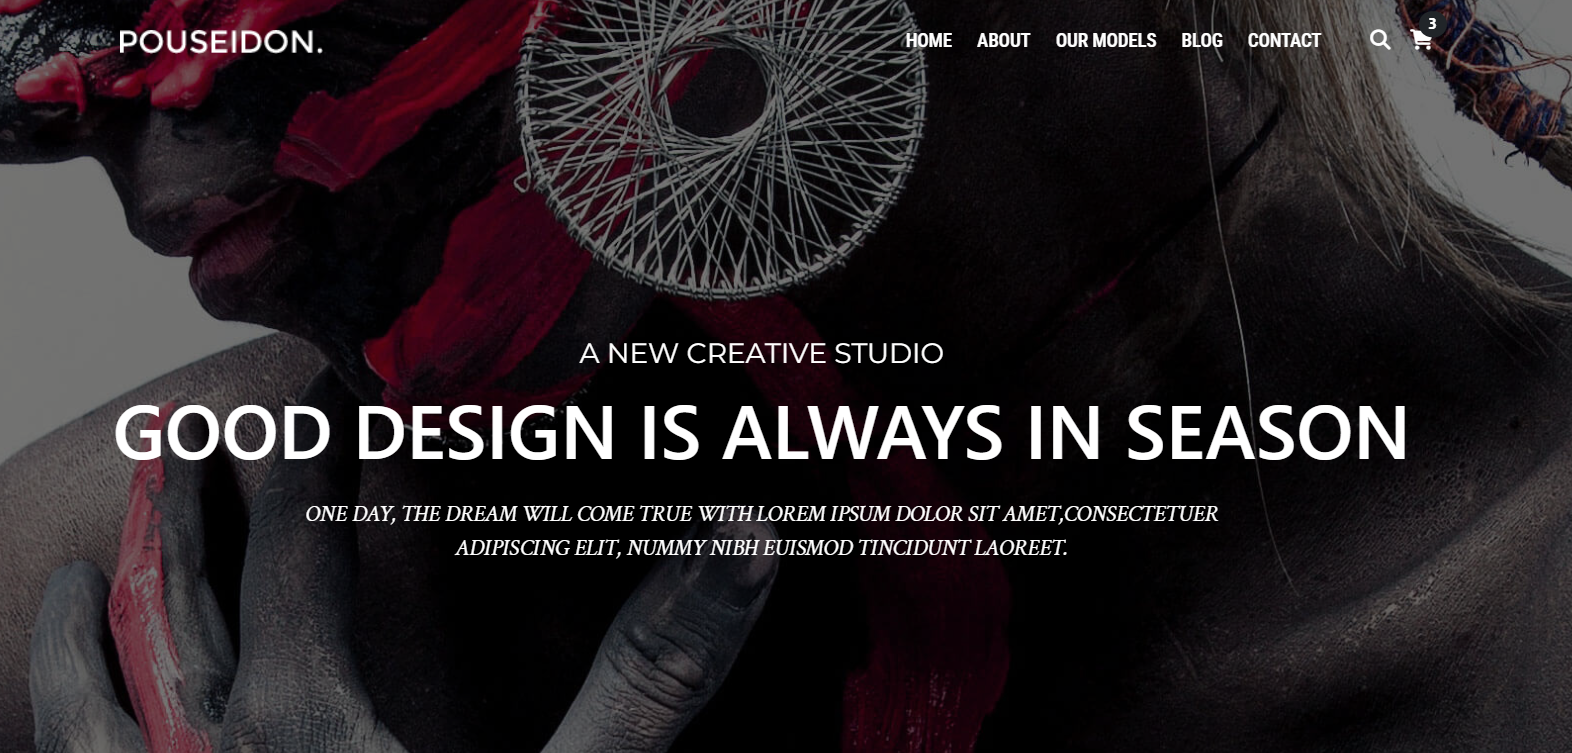 POUSEIDON.
HOME ABOUT OUR MODELS BLOG CONTACT 3
A NEW CREATIVE STUDIO
GOOD DESIGN IS ALWAYS IN SEASON
ONE DAY, THE DREAM WILL COME TRUE WITH LOREM IPSUM DOLOR SIT AMET,CONSECTETUER
ADIPISCING ELIT, NUMMY NIBH EUISMOD TINCIDUNT LAOREET.